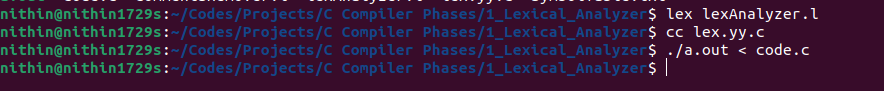 nithin@nithin1729s:~/Codes/Projects/C Compiler Phases/1_Lexical_Analyzer$ lex lexAnalyzer.l
nithin@nithin1729s:~/Codes/Projects/C Compiler Phases/1_Lexical_Analyzer$ cc lex.yy.c
nithin@nithin1729s:~/Codes/Projects/C Compiler Phases/1_Lexical_Analyzer$ ./a.out < code.c
nithin@nithin1729s:~/Codes/Projects/C Compiler Phases/1_Lexical_Analyzer$